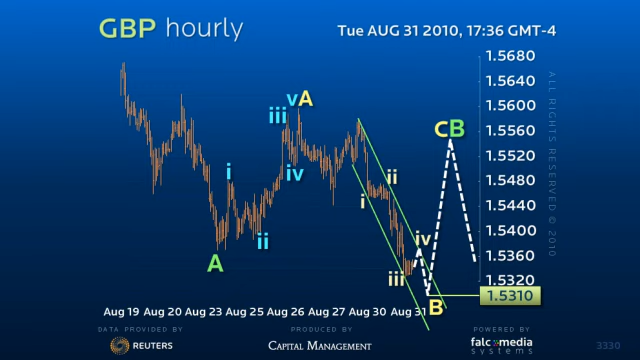 GBP hourly
Tue AUG 31 2010, 17:36 GMT-4
1.5680
1.5640
1.5600
1.5560
1.5520
1.5480
1.5440
1.5400
1.5360
1.5320
1.5310
ALL RIGHTS RESERVED © 2010
vA
iii
iv
i
ii
A
CB
ii
i
iv
iii
B
Aug 19 Aug 20 Aug 23 Aug 25 Aug 26 Aug 27 Aug 30 Aug 31
DATA PROVIDED BY
REUTERS
PRODUCED BY
CAPITAL MANAGEMENT
POWERED BY
falc media
systems
3330